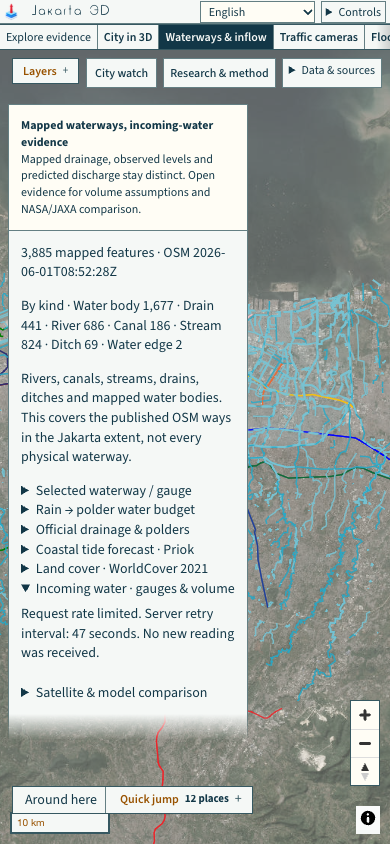 Jakarta 3D
English
Controls
Explore evidence
City in 3D
Waterways & inflow
Traffic cameras
Floo
Layers +
City watch
Research & method
Data & sources
Mapped waterways, incoming-water
evidence
Mapped drainage, observed levels and
predicted discharge stay distinct. Open
evidence for volume assumptions and
NASA/JAXA comparison.
3,885 mapped features · OSM 2026-
06-01T08:52:28Z
By kind · Water body 1,677 · Drain
441 · River 686 · Canal 186 · Stream
824 · Ditch 69 · Water edge 2
Rivers, canals, streams, drains,
ditches and mapped water bodies.
This covers the published OSM ways
in the Jakarta extent, not every
physical waterway.
Selected waterway / gauge
Rain → polder water budget
Official drainage & polders
Coastal tide forecast · Priok
Land cover · WorldCover 2021
Incoming water · gauges & volume
Request rate limited. Server retry
interval: 47 seconds. No new reading
was received.
Satellite & model comparison
Around here
Quick jump 12 places +
10 km